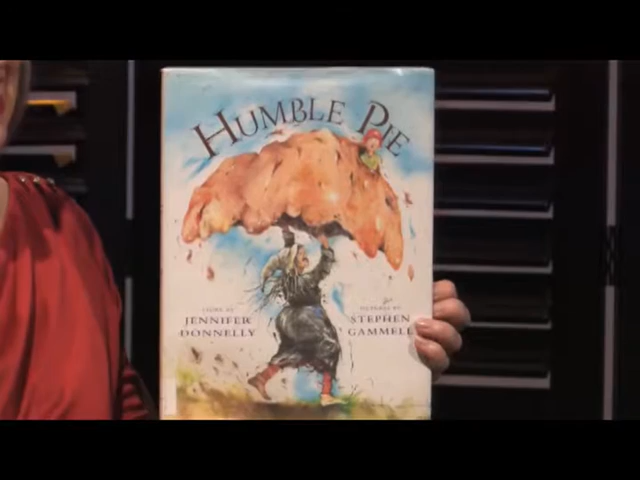 HUMBLE PIE
STORY BY
JENNIFER
DONNELLY
PICTURES BY
STEPHEN
GAMMELL